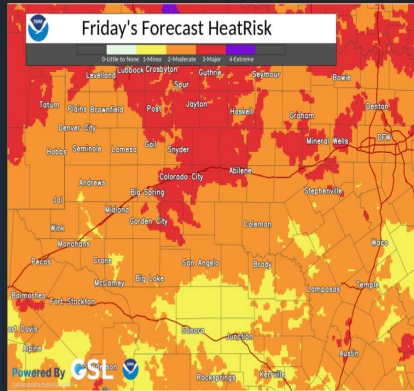 NOAA
Friday's Forecast HeatRisk
0-Little to None 1-Minor 2-Moderate 3-Major 4-Extreme
Levelland Lubbock Crosbyton Guthrie Seymour Bowie
Spur
Tatum Plains Brownfield Post Jayton Haskell Graham Denton
Denver City Mineral Wells DFW
Hobbs Seminole Lamesa Gail Snyder
Colorado City Abilene
Andrews Big Spring Stephenville
Jal Midland
Garden City Coleman
Wink
Monahans Waco
Pecos Crane San Angelo Brady
McCamey Big Lake Lampasas Temple
Balmorhea Fort Stockton
ort Davis Sonora Junction
Alpine Austin
Powered By GSL
Rocksprings Kerrville